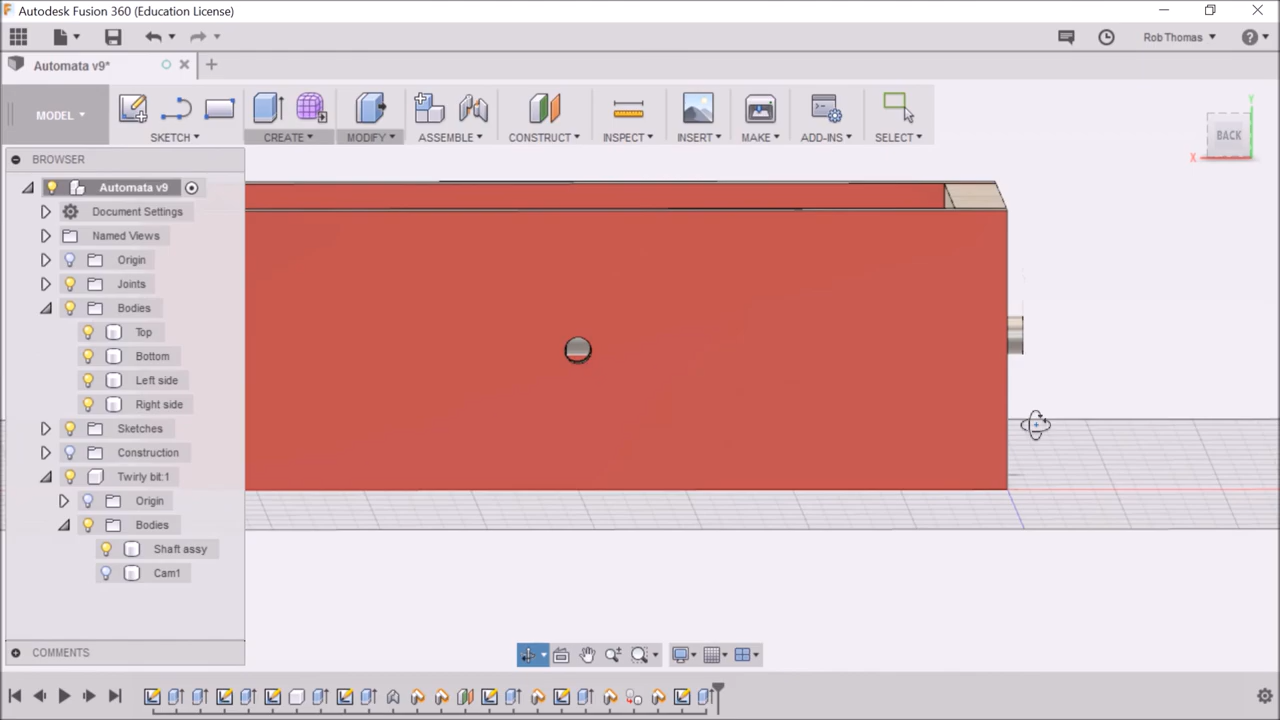 Autodesk Fusion 360 (Education License)
Rob Thomas
Automata v9*
MODEL
SKETCH
CREATE
MODIFY
ASSEMBLE
CONSTRUCT
INSPECT
INSERT
MAKE
ADD-INS
SELECT
BACK
Y
X
BROWSER
Automata v9
Document Settings
Named Views
Origin
Joints
Bodies
Top
Bottom
Left side
Right side
Sketches
Construction
Twirly bit:1
Origin
Bodies
Shaft assy
Cam1
COMMENTS